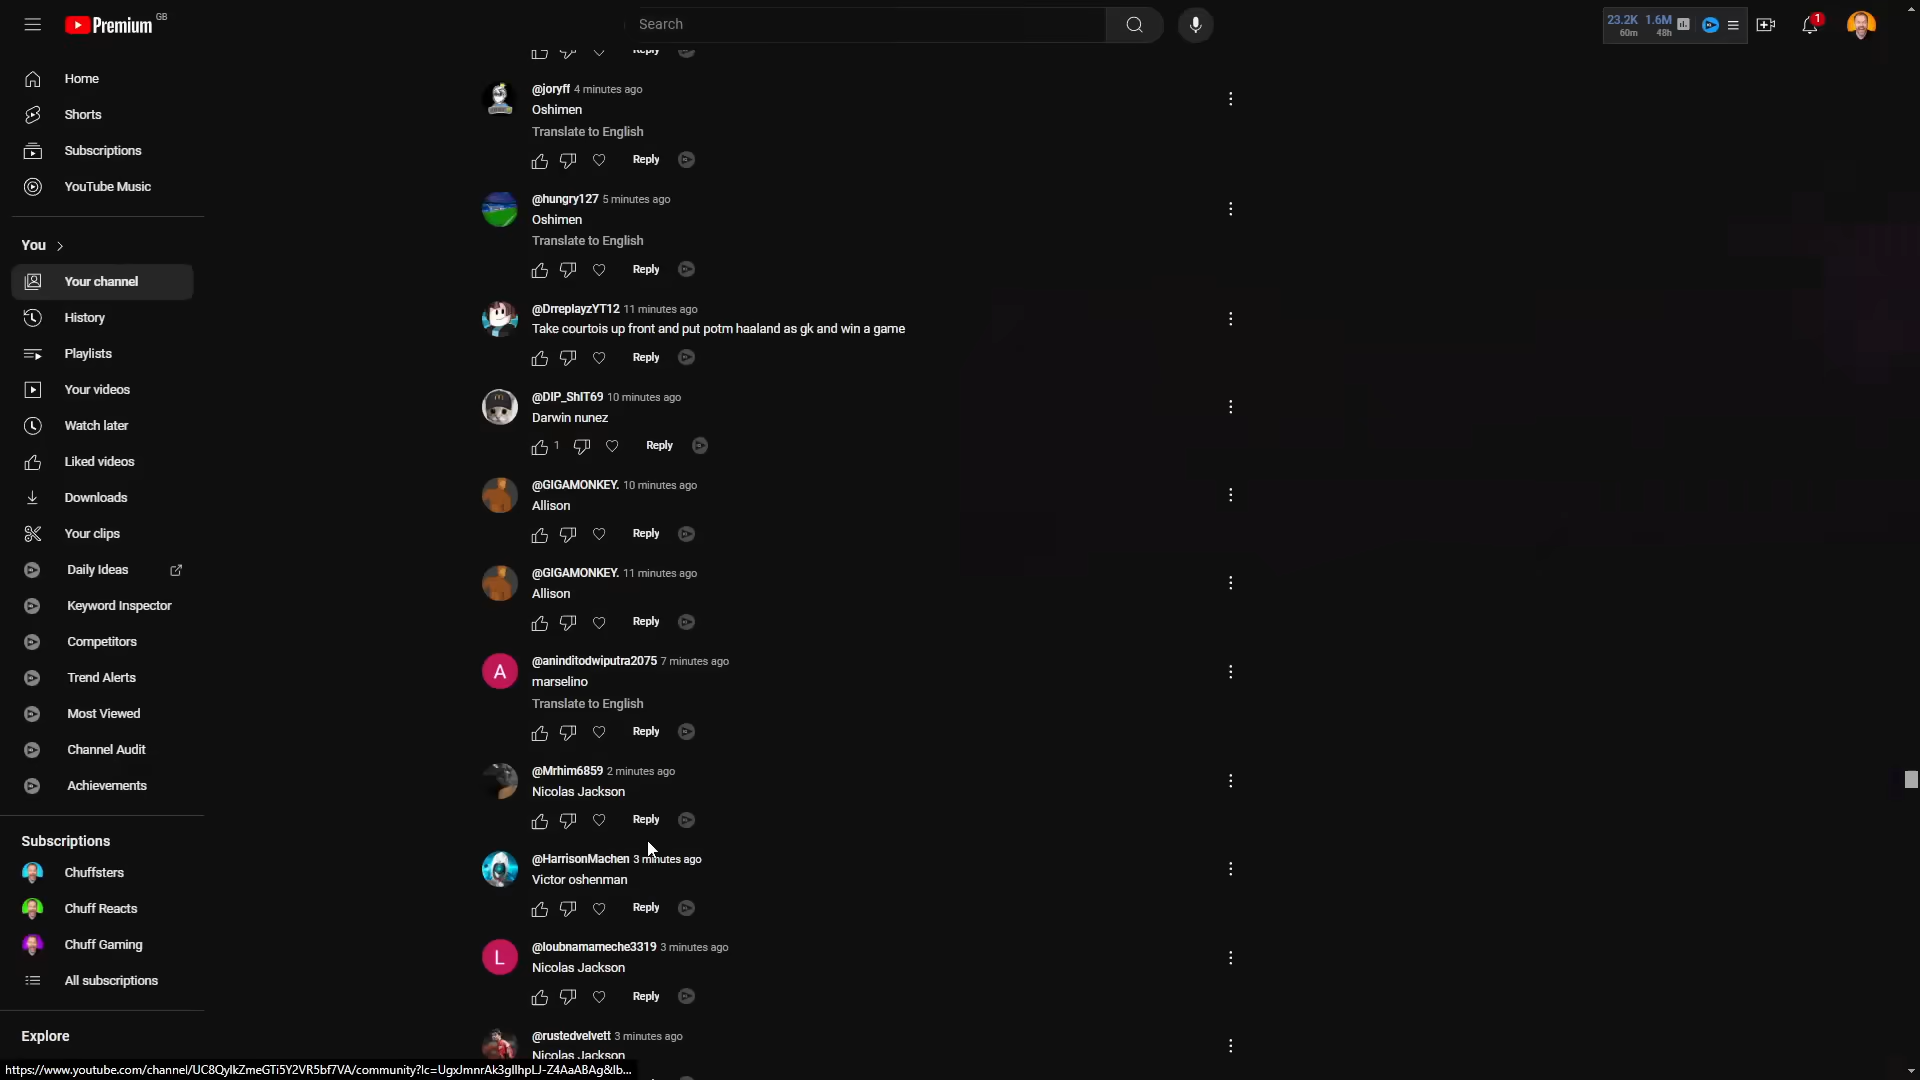 Premium GB
Search
23.2K 1.6M
60m 48h
1
Home
Shorts
Subscriptions
YouTube Music
You
Your channel
History
Playlists
Your videos
Watch later
Liked videos
Downloads
Your clips
Daily Ideas
Keyword Inspector
Competitors
Trend Alerts
Most Viewed
Channel Audit
Achievements
Subscriptions
Chuffsters
Chuff Reacts
Chuff Gaming
All subscriptions
Explore
Reply
@joryff 4 minutes ago
Oshimen
Translate to English
Reply
@hungry127 5 minutes ago
Oshimen
Translate to English
Reply
@DrreplayzYT12 11 minutes ago
Take courtois up front and put potm haaland as gk and win a game
Reply
@DIP_ShIT69 10 minutes ago
Darwin nunez
1 Reply
@GIGAMONKEY. 10 minutes ago
Allison
Reply
@GIGAMONKEY. 11 minutes ago
Allison
Reply
A
@aninditodwiputra2075 7 minutes ago
marselino
Translate to English
Reply
@Mrhim6859 2 minutes ago
Nicolas Jackson
Reply
@HarrisonMachen 3 minutes ago
Victor oshenman
Reply
L
@loubnamameche3319 3 minutes ago
Nicolas Jackson
Reply
@rustedvelvett 3 minutes ago
Nicolas Jackson